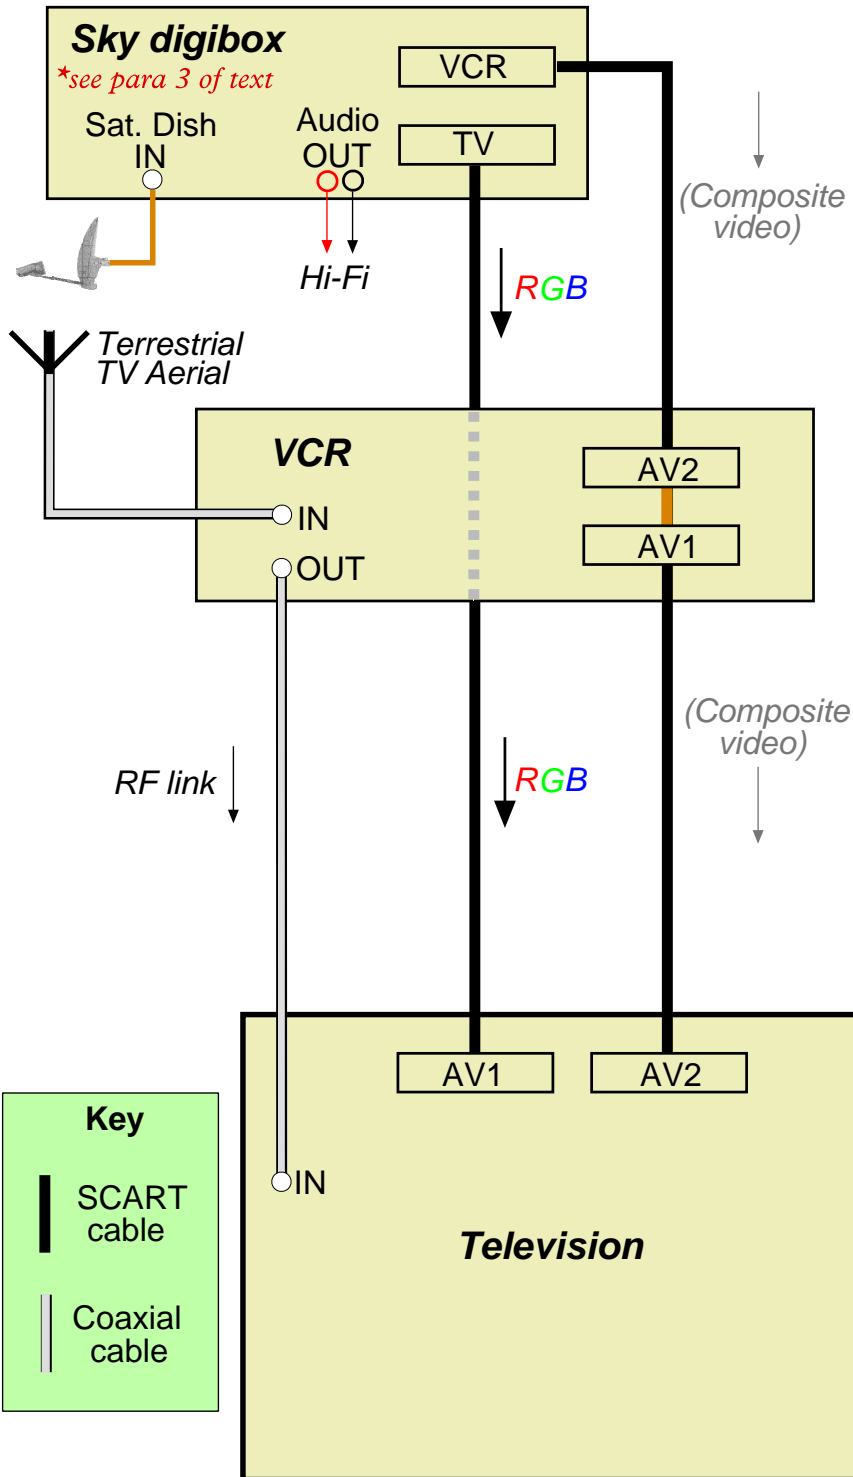 Sky digibox
*see para 3 of text
VCR
Sat. Dish
IN
Audio
OUT
TV
(Composite
video)
Hi-Fi
RGB
Terrestrial
TV Aerial
VCR
AV2
IN
AV1
OUT
(Composite
video)
RF link
RGB
AV1
AV2
Key
SCART
cable
IN
Television
Coaxial
cable